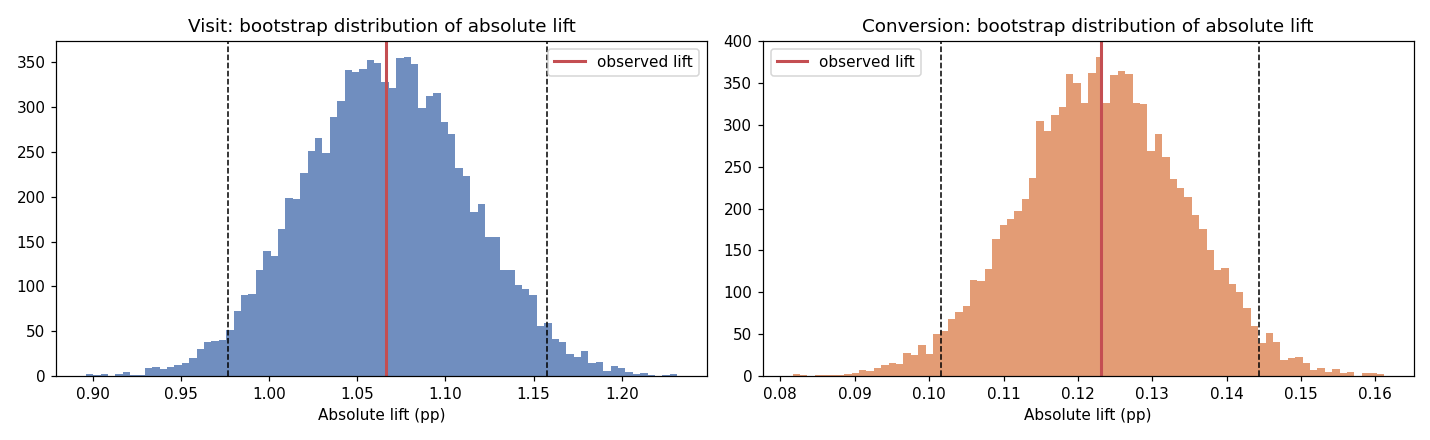 Visit: bootstrap distribution of absolute lift
350
300
250
200
150
100
50
0
observed lift
0.90 0.95 1.00 1.05 1.10 1.15 1.20
Absolute lift (pp)
Conversion: bootstrap distribution of absolute lift
400
350
300
250
200
150
100
50
0
observed lift
0.08 0.09 0.10 0.11 0.12 0.13 0.14 0.15 0.16
Absolute lift (pp)